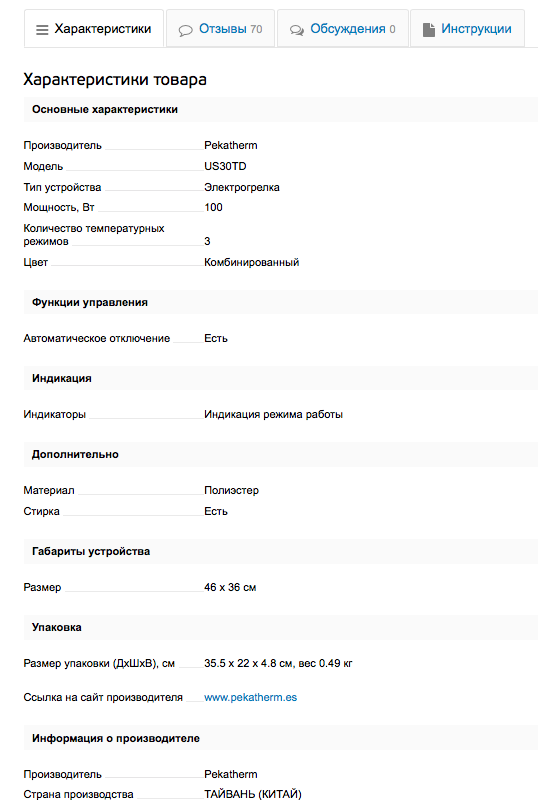 Характеристики Отзывы 70 Обсуждения 0 Инструкции
Характеристики товара
Основные характеристики
Производитель Pekatherm
Модель US30TD
Тип устройства Электрогрелка
Мощность, Вт 100
Количество температурных
режимов 3
Цвет Комбинированный
Функции управления
Автоматическое отключение Есть
Индикация
Индикаторы Индикация режима работы
Дополнительно
Материал Полиэстер
Стирка Есть
Габариты устройства
Размер 46 x 36 см
Упаковка
Размер упаковки (ДхШхВ), см 35.5 x 22 x 4.8 см, вес 0.49 кг
Ссылка на сайт производителя www.pekatherm.es
Информация о производителе
Производитель Pekatherm
Страна производства ТАЙВАНЬ (КИТАЙ)